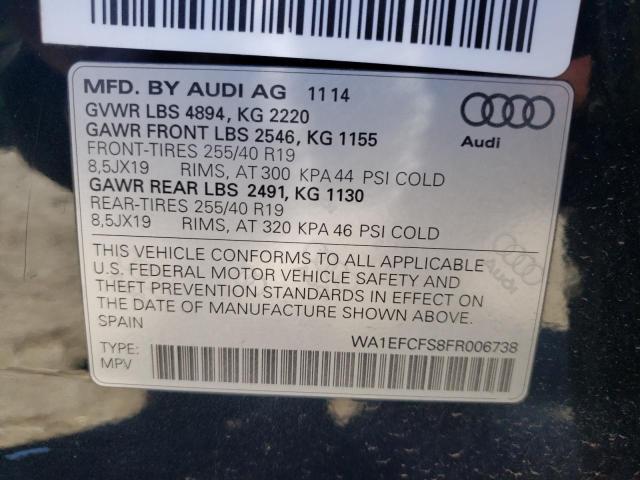 MFD. BY AUDI AG 11 14
GVWR LBS 4894, KG 2220
GAWR FRONT LBS 2546, KG 1155
FRONT-TIRES 255/40 R19
8,5JX19 RIMS, AT 300 KPA 44 PSI COLD
GAWR REAR LBS 2491, KG 1130
REAR-TIRES 255/40 R19
8,5JX19 RIMS, AT 320 KPA 46 PSI COLD
Audi
THIS VEHICLE CONFORMS TO ALL APPLICABLE
U.S. FEDERAL MOTOR VEHICLE SAFETY AND
THEFT PREVENTION STANDARDS IN EFFECT ON
THE DATE OF MANUFACTURE SHOWN ABOVE.
SPAIN
Audi
WA1EFCFS8FR006738
TYPE:
MPV